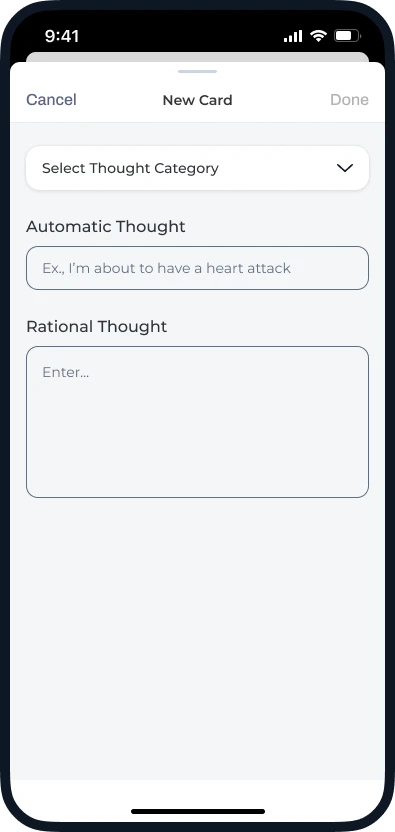 9:41
Cancel New Card Done
Select Thought Category
Automatic Thought
Ex., I'm about to have a heart attack
Rational Thought
Enter...